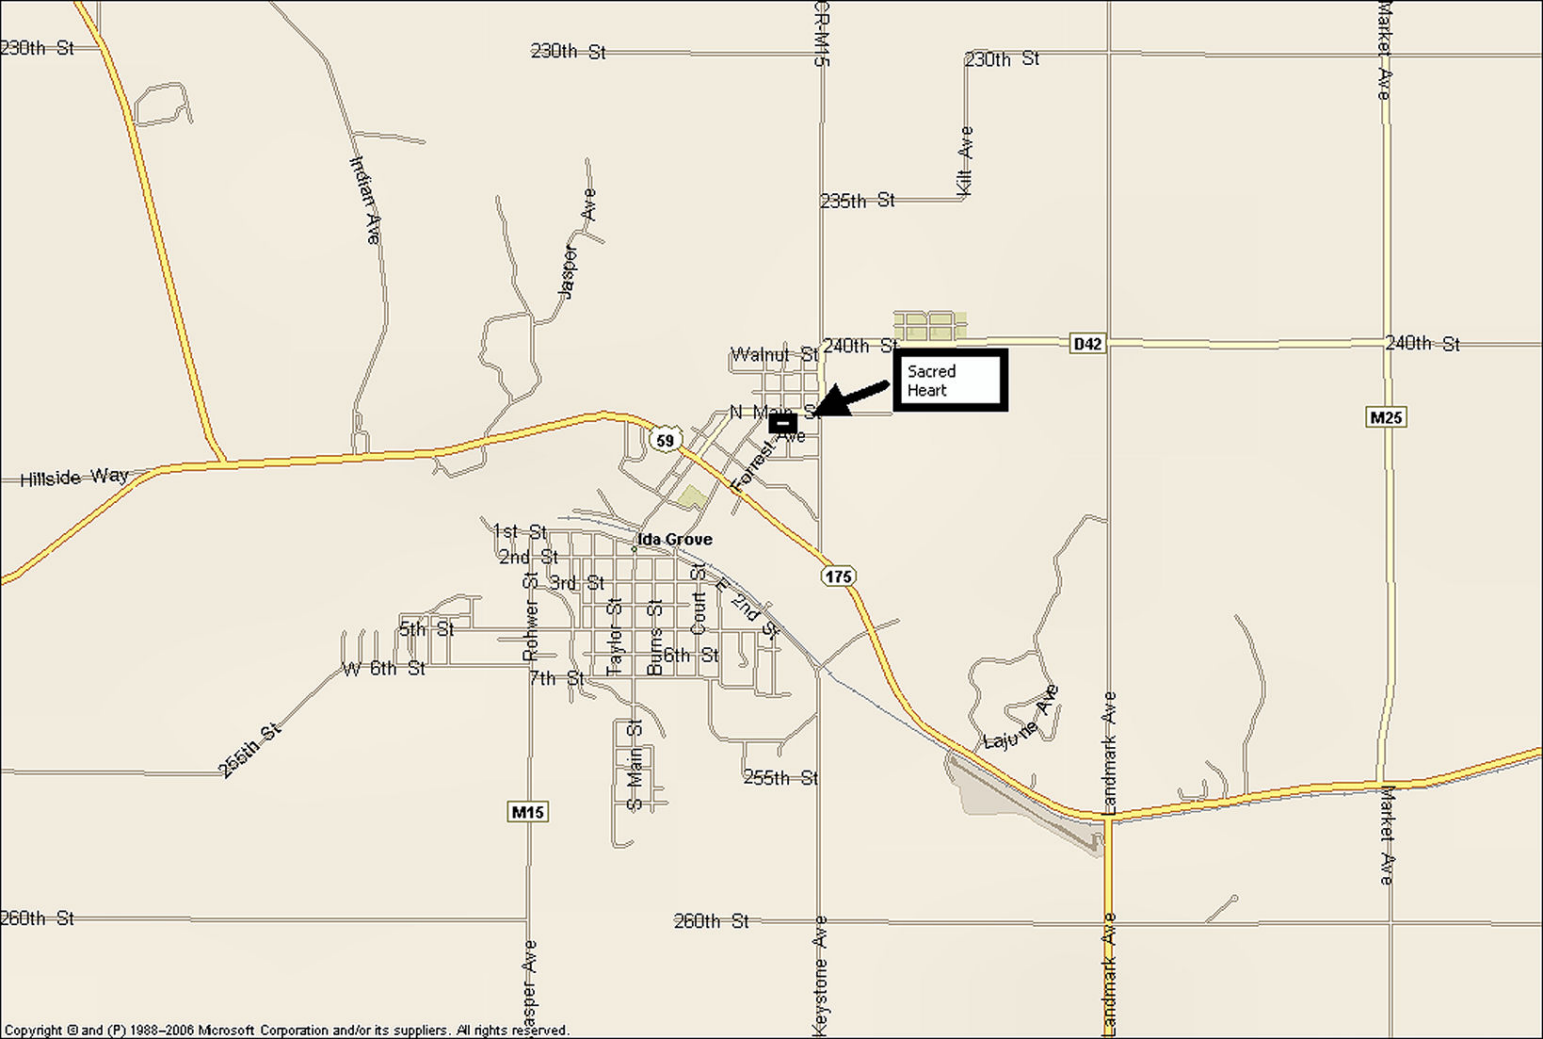 230th St
230th St
CR-M15
230th St
Market Ave
Indian Ave
Jasper Ave
Kilt Ave
235th St
Walnut St
240th St
D42
240th St
Sacred
Heart
N Main St
M25
59
Forrest Ave
Hillside Way
1st St
Ida Grove
2nd St
3rd St
175
Rohwer St
Taylor St
Burns St
Court St
E 2nd St
5th St
6th St
W 6th St
7th St
255th St
S Main St
255th St
Lajune Ave
Landmark Ave
M15
Market Ave
260th St
260th St
Jasper Ave
Keystone Ave
Landmark Ave
Copyright © and (P) 1988–2006 Microsoft Corporation and/or its suppliers. All rights reserved.